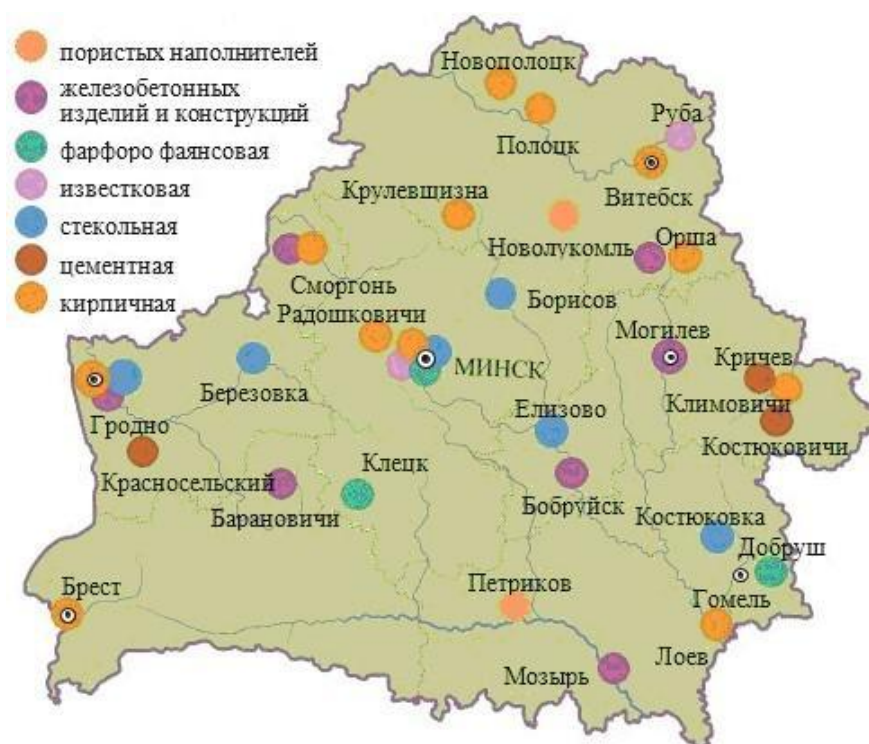 пористых наполнителей
железобетонных
изделий и конструкций
фарфоро фаянсовая
известковая
стекольная
цементная
кирпичная
Новополоцк
Полоцк
Руба
Витебск
Крулевщизна
Новолукомль
Орша
Сморгонь
Радошковичи
Борисов
Могилев
Кричев
МИНСК
Березовка
Климовичи
Гродно
Елизово
Костюковичи
Красносельский
Клецк
Барановичи
Бобруйск
Костюковка
Добруш
Брест
Петриков
Гомель
Лоев
Мозырь